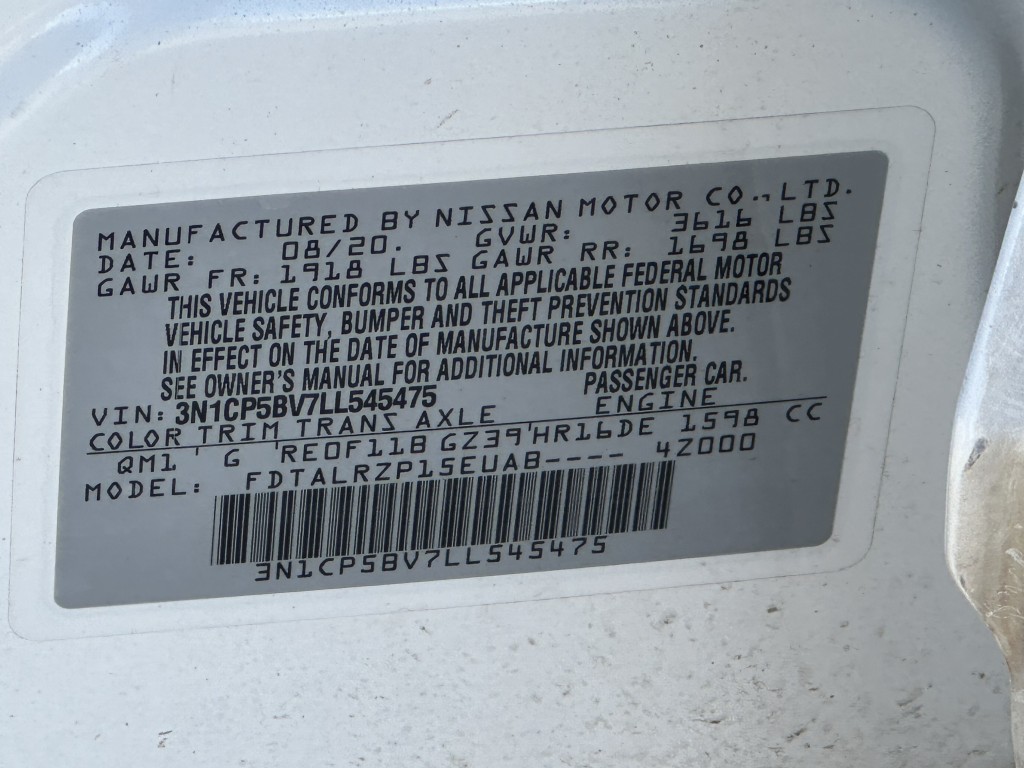 MANUFACTURED BY NISSAN MOTOR CO., LTD.
DATE: 08/20. GVWR: 3616 LBS
GAWR FR: 1918 LBS GAWR RR: 1698 LBS
THIS VEHICLE CONFORMS TO ALL APPLICABLE FEDERAL MOTOR
VEHICLE SAFETY, BUMPER AND THEFT PREVENTION STANDARDS
IN EFFECT ON THE DATE OF MANUFACTURE SHOWN ABOVE.
SEE OWNER'S MANUAL FOR ADDITIONAL INFORMATION.
VIN: 3N1CP5BV7LL545475 PASSENGER CAR.
COLOR TRIM TRANS AXLE ENGINE
QM1 G RE0F11B GZ39 HR16DE 1598 CC
MODEL: FDTALRZP15EUAB---- 4Z000
3N1CP5BV7LL545475